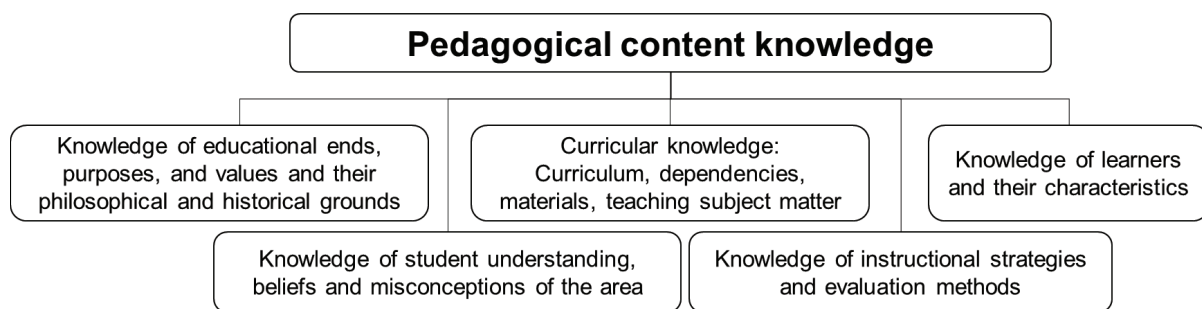 Pedagogical content knowledge
Knowledge of educational ends,
purposes, and values and their
philosophical and historical grounds
Curricular knowledge:
Curriculum, dependencies,
materials, teaching subject matter
Knowledge of learners
and their characteristics
Knowledge of student understanding,
beliefs and misconceptions of the area
Knowledge of instructional strategies
and evaluation methods